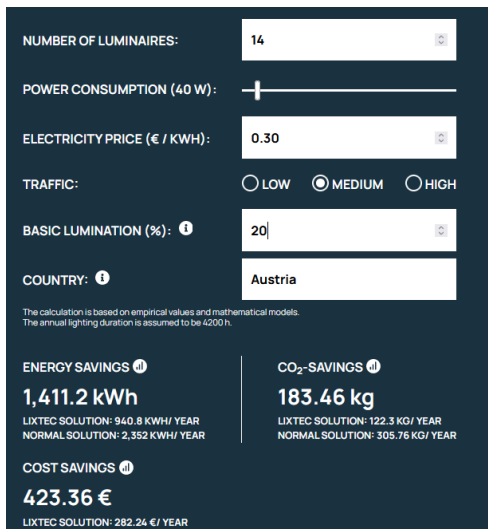 NUMBER OF LUMINAIRES: 14
POWER CONSUMPTION (40 W):
ELECTRICITY PRICE (€ / KWH): 0.30
TRAFFIC: LOW MEDIUM HIGH
BASIC LUMINATION (%): 20
COUNTRY: Austria
The calculation is based on empirical values and mathematical models.
The annual lighting duration is assumed to be 4200 h.
ENERGY SAVINGS
1,411.2 kWh
LIXTEC SOLUTION: 940.8 KWH/ YEAR
NORMAL SOLUTION: 2,352 KWH/ YEAR
CO₂-SAVINGS
183.46 kg
LIXTEC SOLUTION: 122.3 KG/ YEAR
NORMAL SOLUTION: 305.76 KG/ YEAR
COST SAVINGS
423.36 €
LIXTEC SOLUTION: 282.24 €/ YEAR